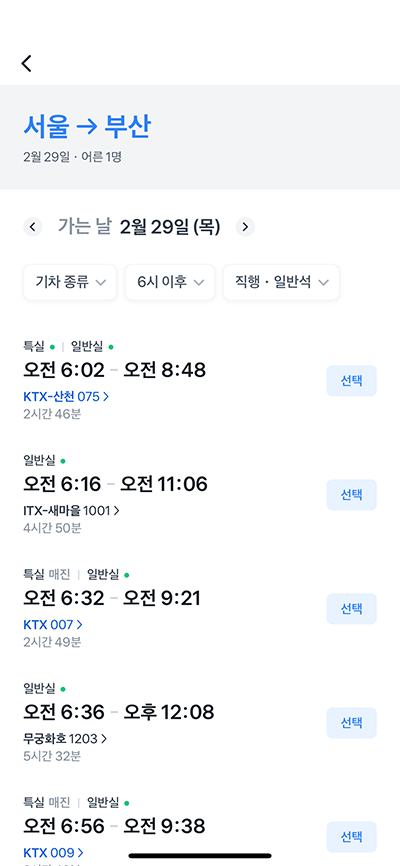 서울 → 부산
2월 29일 · 어른 1명
가는 날 2월 29일 (목)
기차 종류 6시 이후 직행 · 일반석
특실 일반실
오전 6:02 – 오전 8:48
선택
KTX-산천 075
2시간 46분
일반실
오전 6:16 – 오전 11:06
선택
ITX-새마을 1001
4시간 50분
특실 매진 일반실
오전 6:32 – 오전 9:21
선택
KTX 007
2시간 49분
일반실
오전 6:36 – 오후 12:08
선택
무궁화호 1203
5시간 32분
특실 매진 일반실
오전 6:56 – 오전 9:38
선택
KTX 009